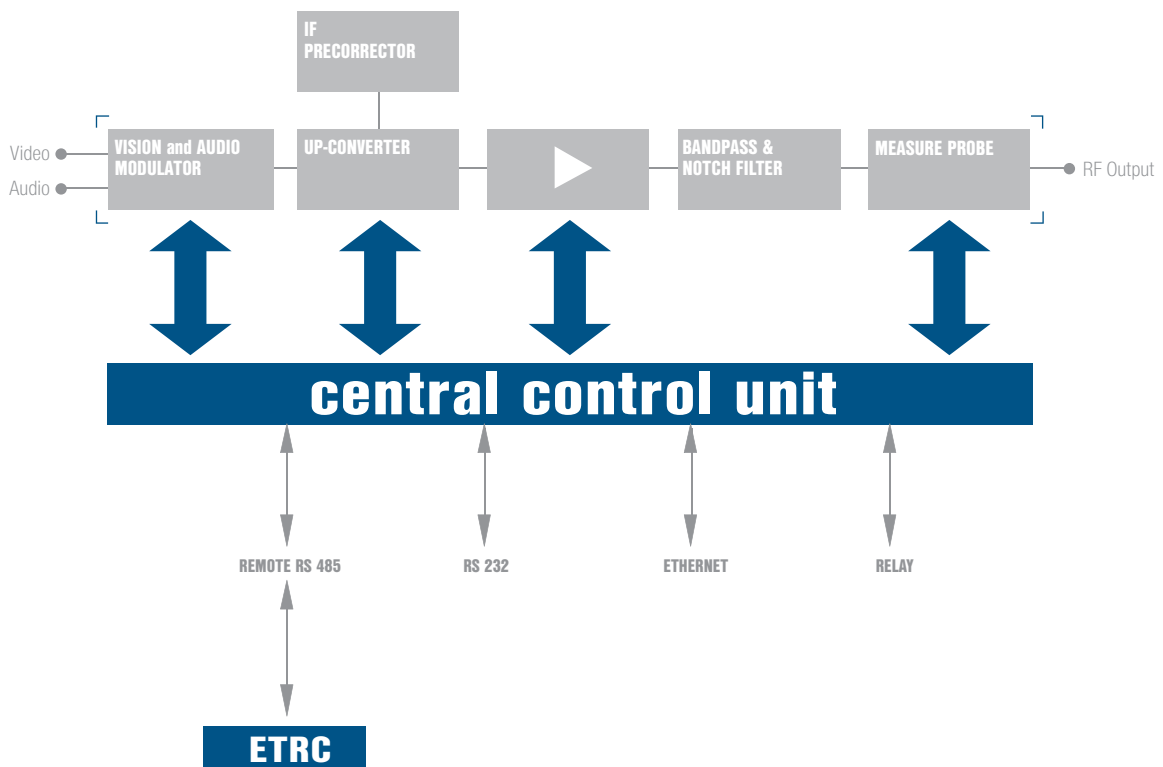 IF
PRECORRECTOR
VISION and AUDIO
MODULATOR
UP-CONVERTER
BANDPASS &
NOTCH FILTER
MEASURE PROBE
Video
Audio
RF Output
central control unit
REMOTE RS 485
RS 232
ETHERNET
RELAY
ETRC